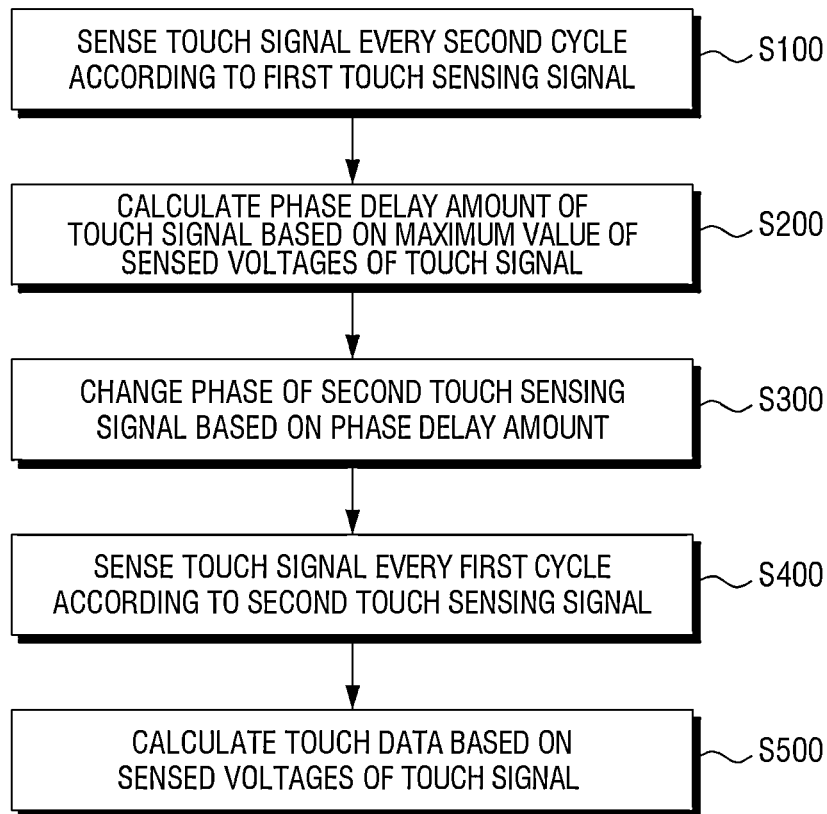 SENSE TOUCH SIGNAL EVERY SECOND CYCLE
ACCORDING TO FIRST TOUCH SENSING SIGNAL
S100
CALCULATE PHASE DELAY AMOUNT OF
TOUCH SIGNAL BASED ON MAXIMUM VALUE OF
SENSED VOLTAGES OF TOUCH SIGNAL
S200
CHANGE PHASE OF SECOND TOUCH SENSING
SIGNAL BASED ON PHASE DELAY AMOUNT
S300
SENSE TOUCH SIGNAL EVERY FIRST CYCLE
ACCORDING TO SECOND TOUCH SENSING SIGNAL
S400
CALCULATE TOUCH DATA BASED ON
SENSED VOLTAGES OF TOUCH SIGNAL
S500